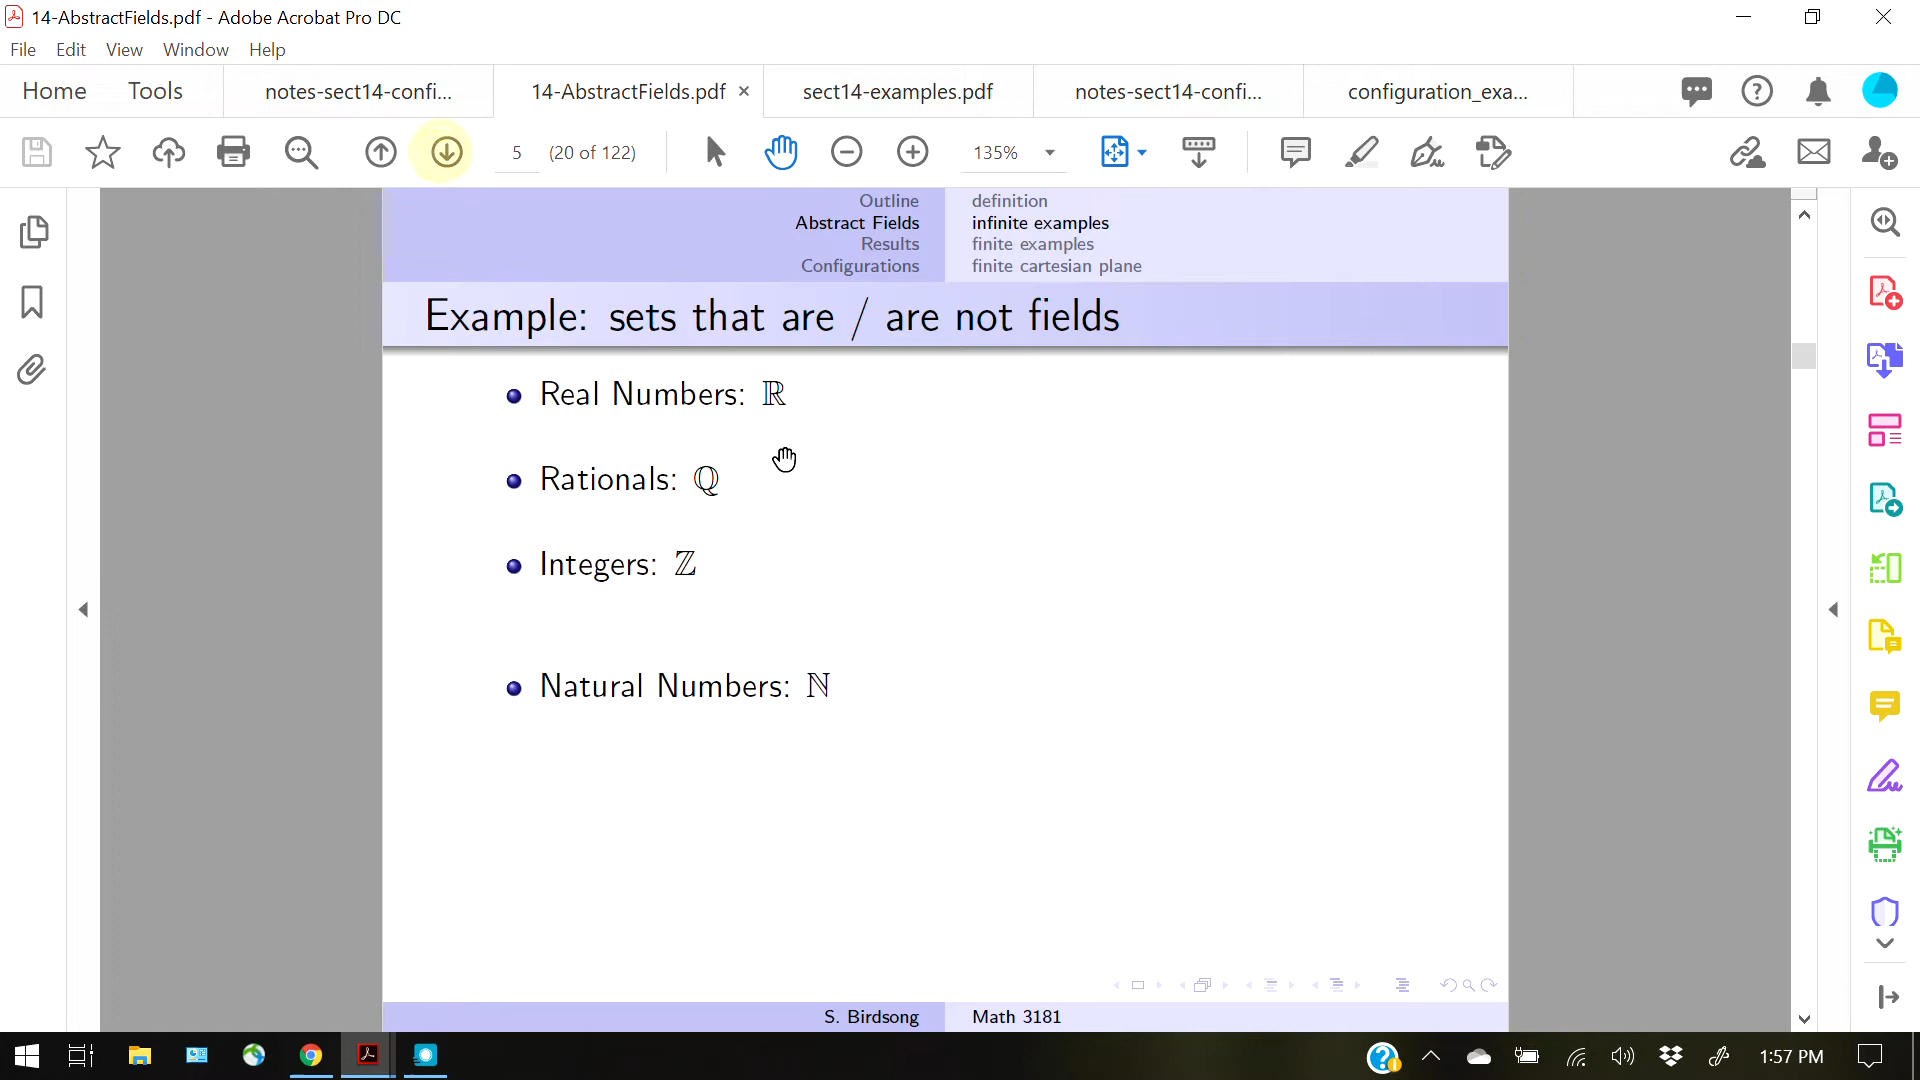 14-AbstractFields.pdf - Adobe Acrobat Pro DC
File Edit View Window Help
Home Tools notes-sect14-confi... 14-AbstractFields.pdf × sect14-examples.pdf notes-sect14-confi... configuration_exa...
5 (20 of 122) 135%
Outline definition
Abstract Fields infinite examples
Results finite examples
Configurations finite cartesian plane
Example: sets that are / are not fields
• Real Numbers: ℝ
• Rationals: ℚ
• Integers: ℤ
• Natural Numbers: ℕ
S. Birdsong Math 3181
1:57 PM